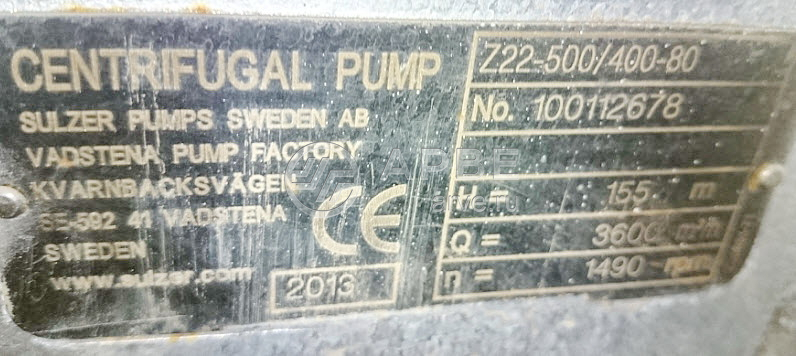 CENTRIFUGAL PUMP
SULZER PUMPS SWEDEN AB
VADSTENA PUMP FACTORY
KVARNBACKSVÄGEN
SE-592 41 VADSTENA
SWEDEN
www.sulzer.com
CE
2013
Z22-500/400-80
No. 100112678
H = 155 m
Q = 3600 m³/h
n = 1490 rpm